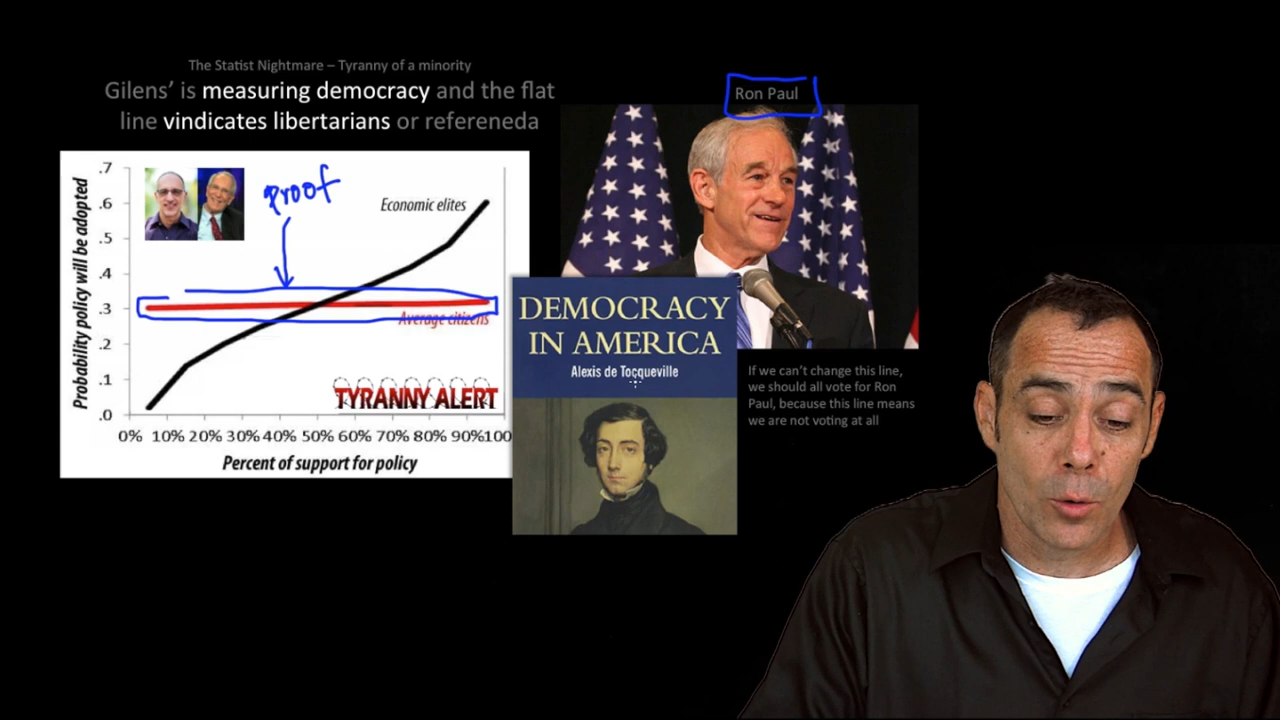 The Statist Nightmare – Tyranny of a minority
Gilens’ is measuring democracy and the flat
line vindicates libertarians or refereneda
Ron Paul
Probability policy will be adopted
.7
.6
.5
.4
.3
.2
.1
.0
proof
Economic elites
Average citizens
TYRANNY ALERT
0% 10% 20% 30% 40% 50% 60% 70% 80% 90%100
Percent of support for policy
DEMOCRACY
IN AMERICA
Alexis de Tocqueville
If we can’t change this line,
we should all vote for Ron
Paul, because this line means
we are not voting at all